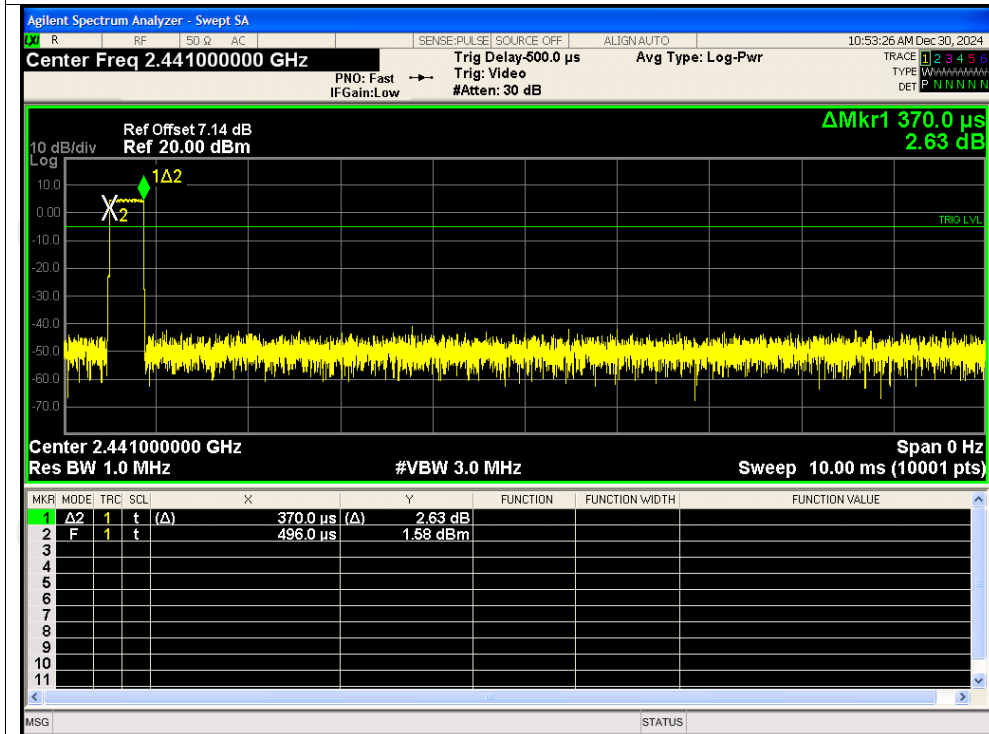 Agilent Spectrum Analyzer - Swept SA
LXI R RF 50 Ω AC SENSE:PULSE SOURCE OFF ALIGN AUTO 10:53:26 AM Dec 30, 2024
Center Freq 2.441000000 GHz Trig Delay-500.0 µs Avg Type: Log-Pwr TRACE 1 2 3 4 5 6
PNO: Fast Trig: Video TYPE WWWWWW
IFGain:Low #Atten: 30 dB DET P N N N N N
ΔMkr1 370.0 µs
Ref Offset 7.14 dB
10 dB/div Ref 20.00 dBm 2.63 dB
Log
1Δ2
10.0
0.00
2
TRIG LVL
-10.0
-20.0
-30.0
-40.0
-50.0
-60.0
-70.0
Center 2.441000000 GHz Span 0 Hz
Res BW 1.0 MHz #VBW 3.0 MHz Sweep 10.00 ms (10001 pts)
MKR MODE TRC SCL X Y FUNCTION FUNCTION WIDTH FUNCTION VALUE
1 Δ2 1 t (Δ) 370.0 µs (Δ) 2.63 dB
2 F 1 t 496.0 µs 1.58 dBm
3
4
5
6
7
8
9
10
11
MSG STATUS